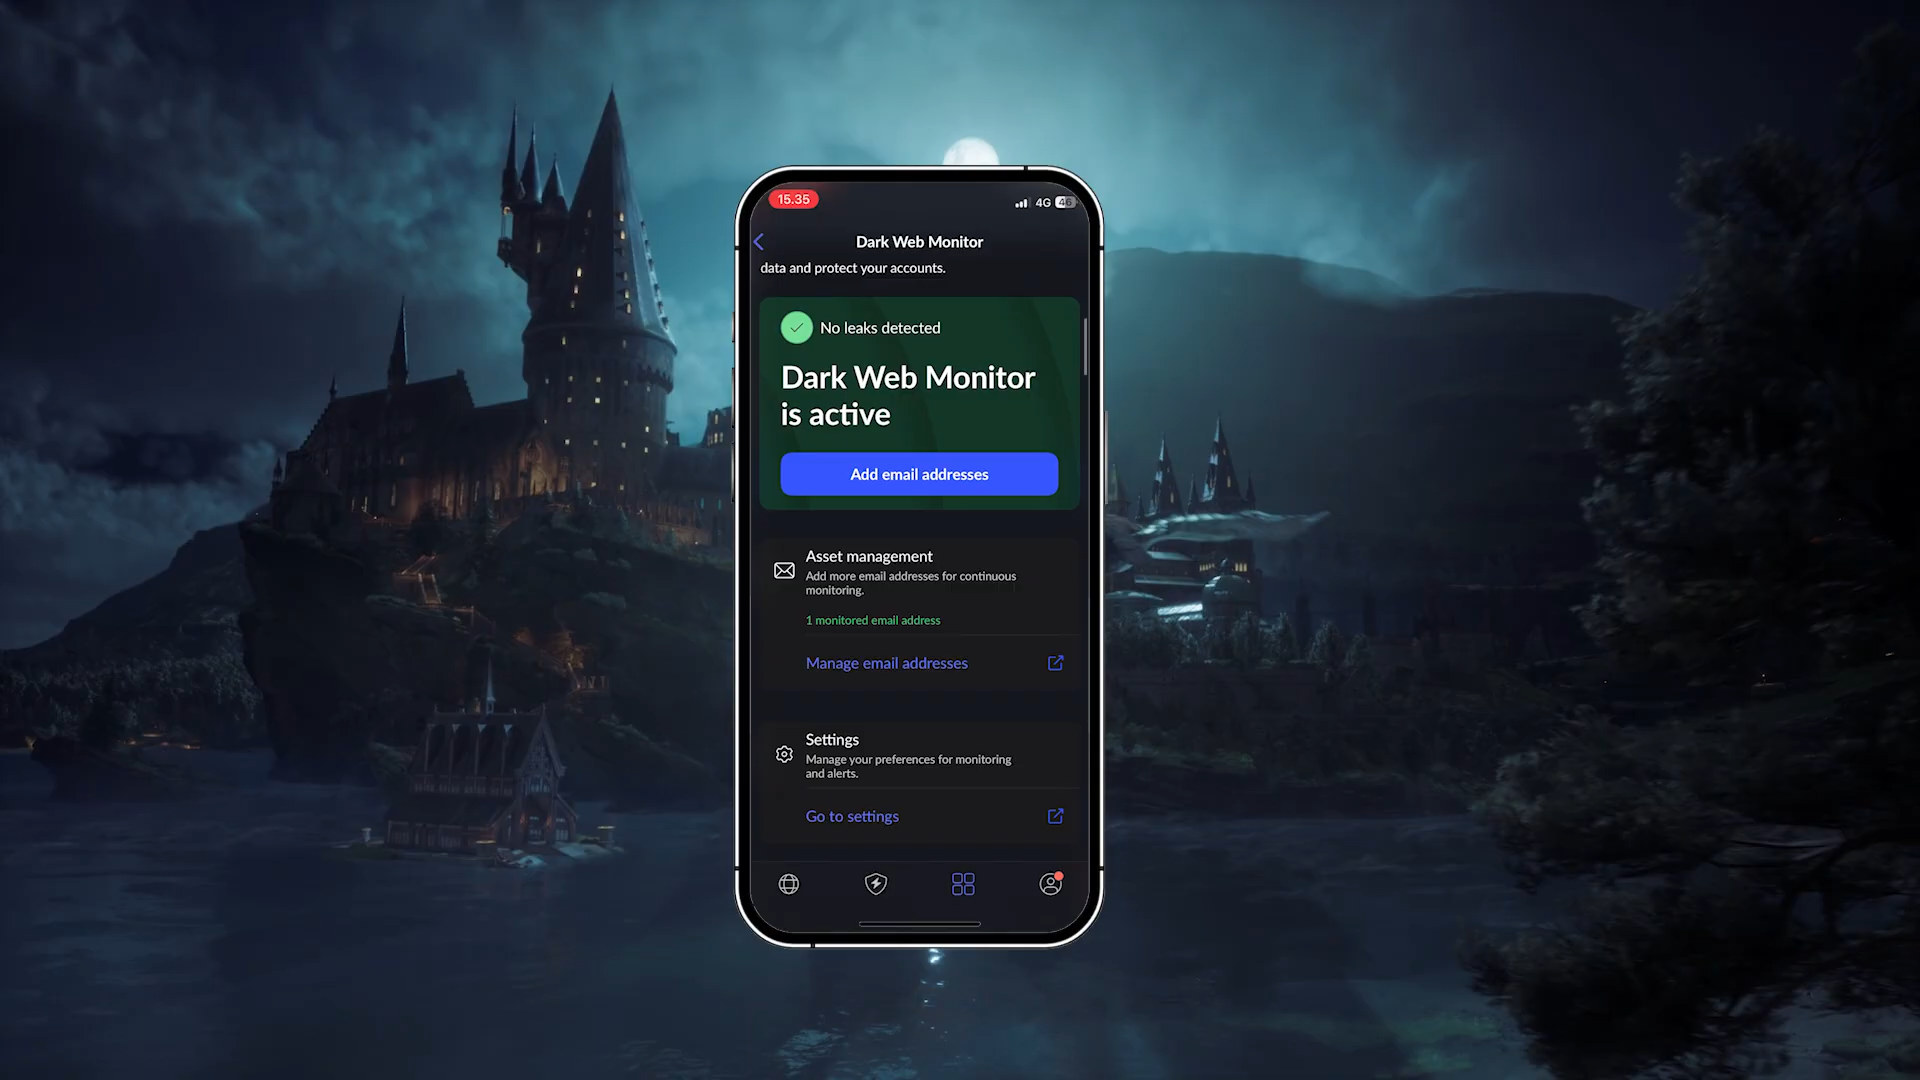 15.35
4G 46
Dark Web Monitor
data and protect your accounts.
No leaks detected
Dark Web Monitor
is active
Add email addresses
Asset management
Add more email addresses for continuous
monitoring.
1 monitored email address
Manage email addresses
Settings
Manage your preferences for monitoring
and alerts.
Go to settings